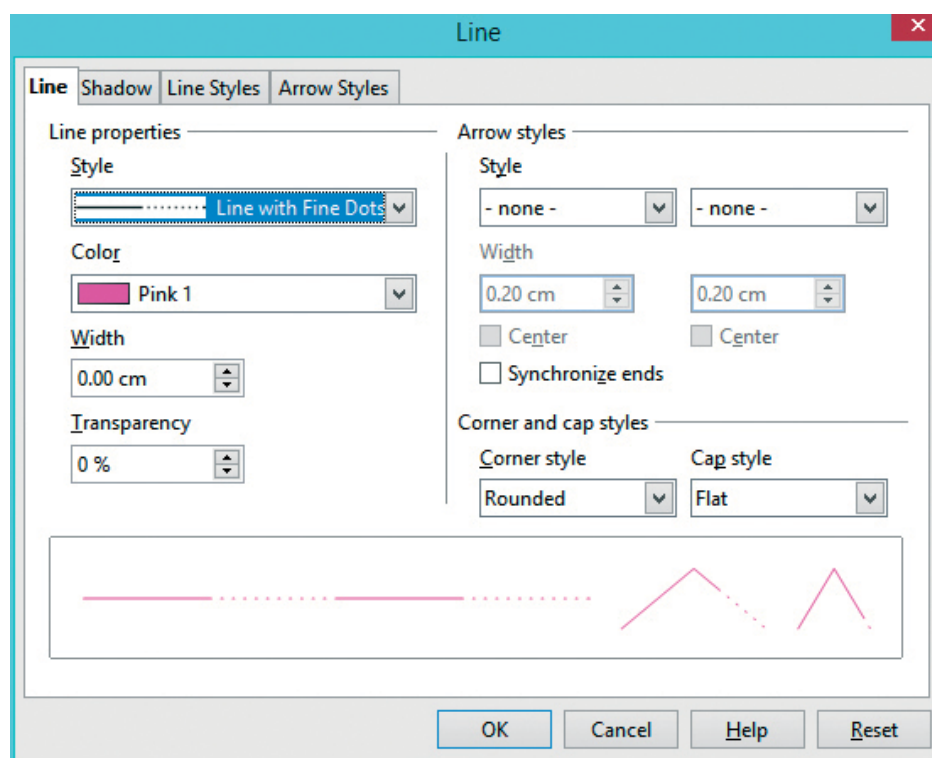 Line
Line Shadow Line Styles Arrow Styles
Line properties
Style
Line with Fine Dots
Color
Pink 1
Width
0.00 cm
Transparency
0 %
Arrow styles
Style
- none - - none -
Width
0.20 cm 0.20 cm
Center Center
Synchronize ends
Corner and cap styles
Corner style Cap style
Rounded Flat
OK Cancel Help Reset